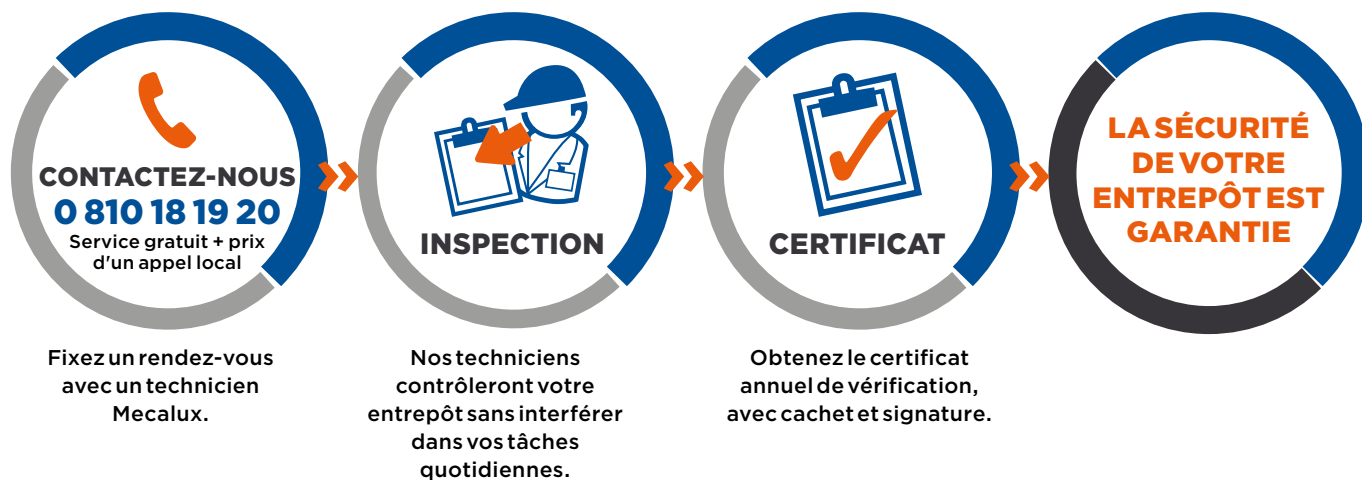 CONTACTEZ-NOUS
0 810 18 19 20
Service gratuit + prix
d'un appel local
Fixez un rendez-vous
avec un technicien
Mecalux.
INSPECTION
Nos techniciens
contrôleront votre
entrepôt sans interférer
dans vos tâches
quotidiennes.
CERTIFICAT
Obtenez le certificat
annuel de vérification,
avec cachet et signature.
LA SÉCURITÉ
DE VOTRE
ENTREPÔT EST
GARANTIE